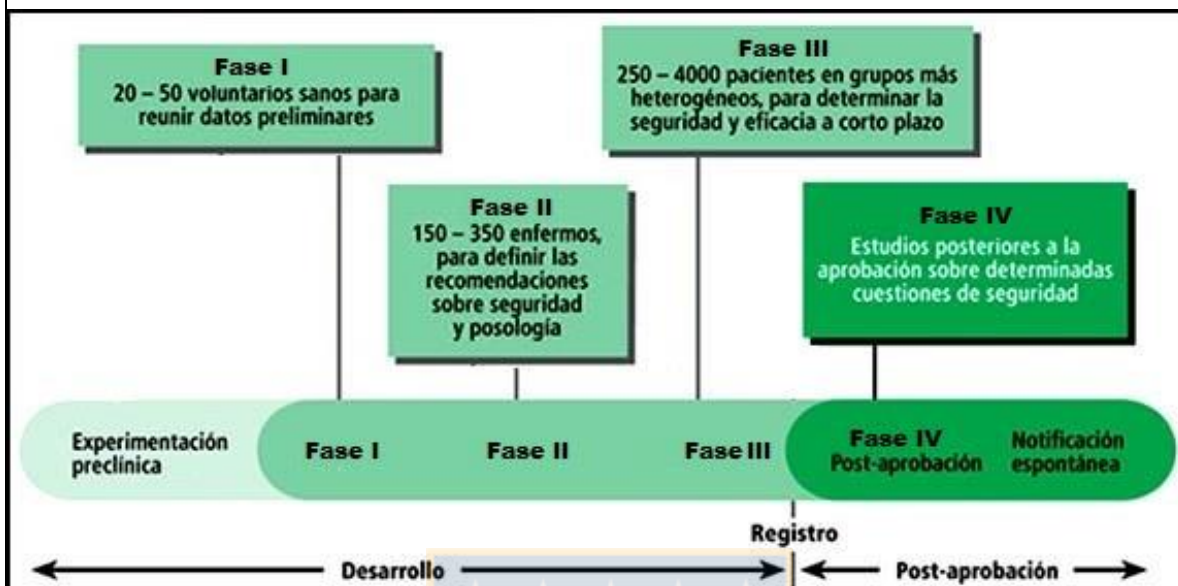 Fase I
20 – 50 voluntarios sanos para
reunir datos preliminares
Fase II
150 – 350 enfermos,
para definir las
recomendaciones
sobre seguridad
y posología
Fase III
250 – 4000 pacientes en grupos más
heterogéneos, para determinar la
seguridad y eficacia a corto plazo
Fase IV
Estudios posteriores a la
aprobación sobre determinadas
cuestiones de seguridad
Experimentación
preclínica
Fase I
Fase II
Fase III
Fase IV
Post-aprobación
Notificación
espontánea
Registro
Desarrollo
Post-aprobación